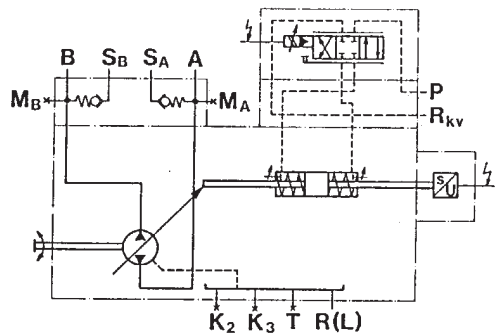 B S_B S_A A
M_B M_A
P
R_kv
s
U
K_2 K_3 T R(L)